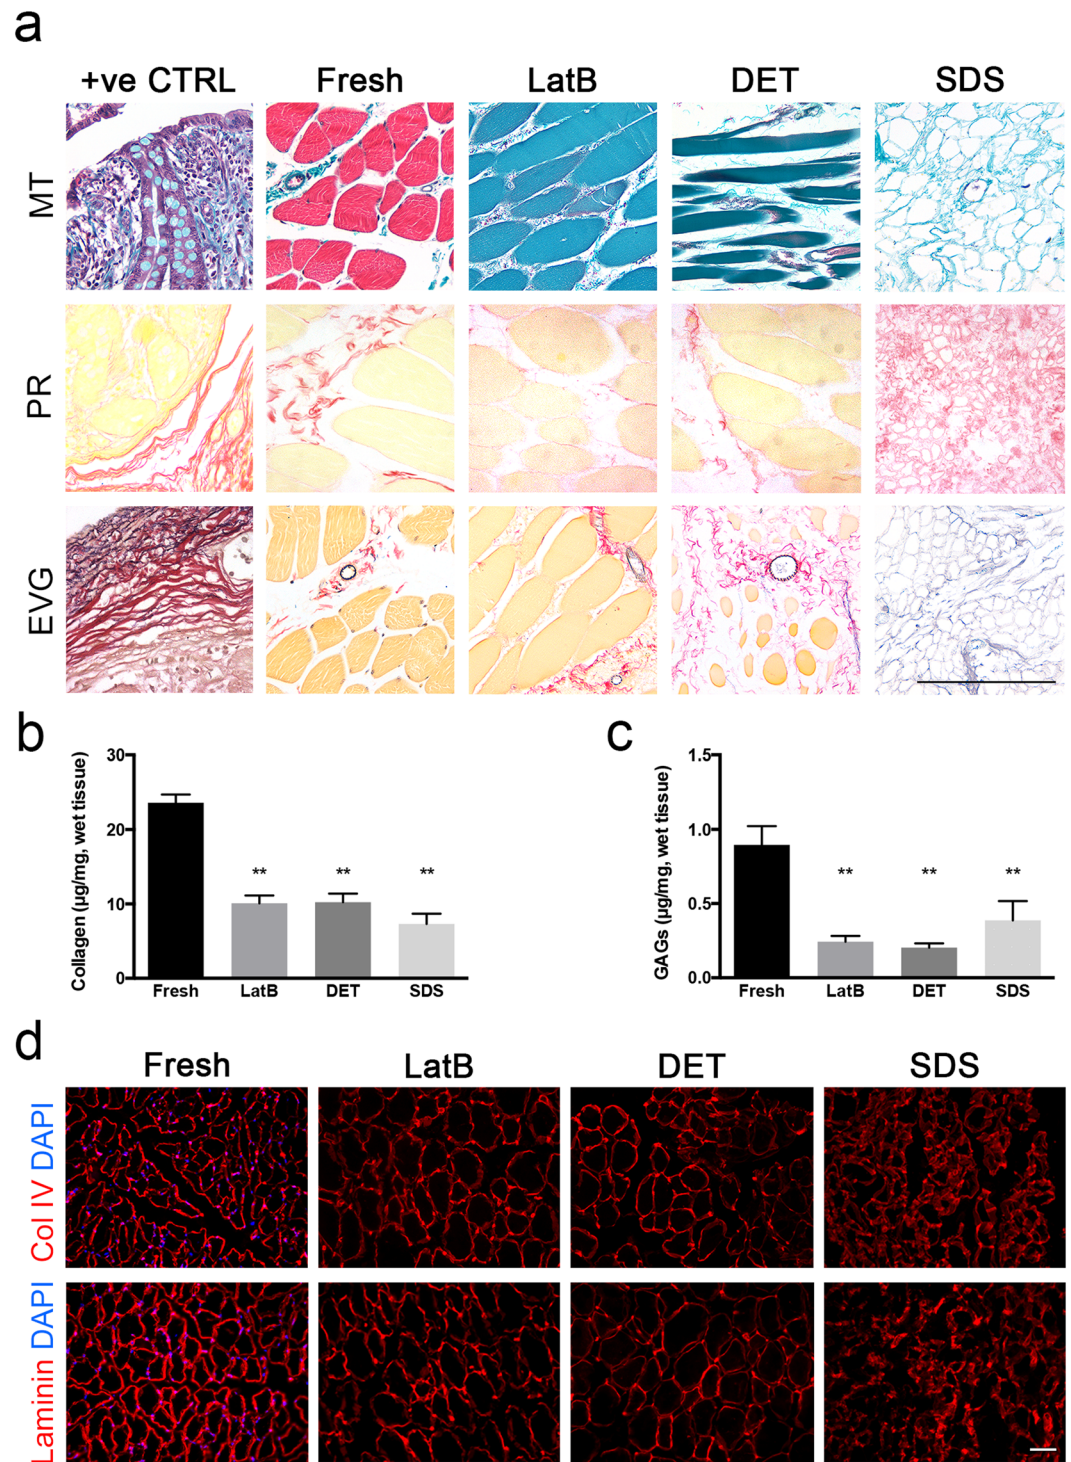 a
+ve CTRL Fresh LatB DET SDS
MT
PR
EVG
b
Collagen (µg/mg, wet tissue)
30
20
10
0
**
**
**
Fresh LatB DET SDS
c
GAGs (µg/mg, wet tissue)
1.5
1.0
0.5
0.0
**
**
**
Fresh LatB DET SDS
d
Fresh LatB DET SDS
Col IV DAPI
Laminin DAPI